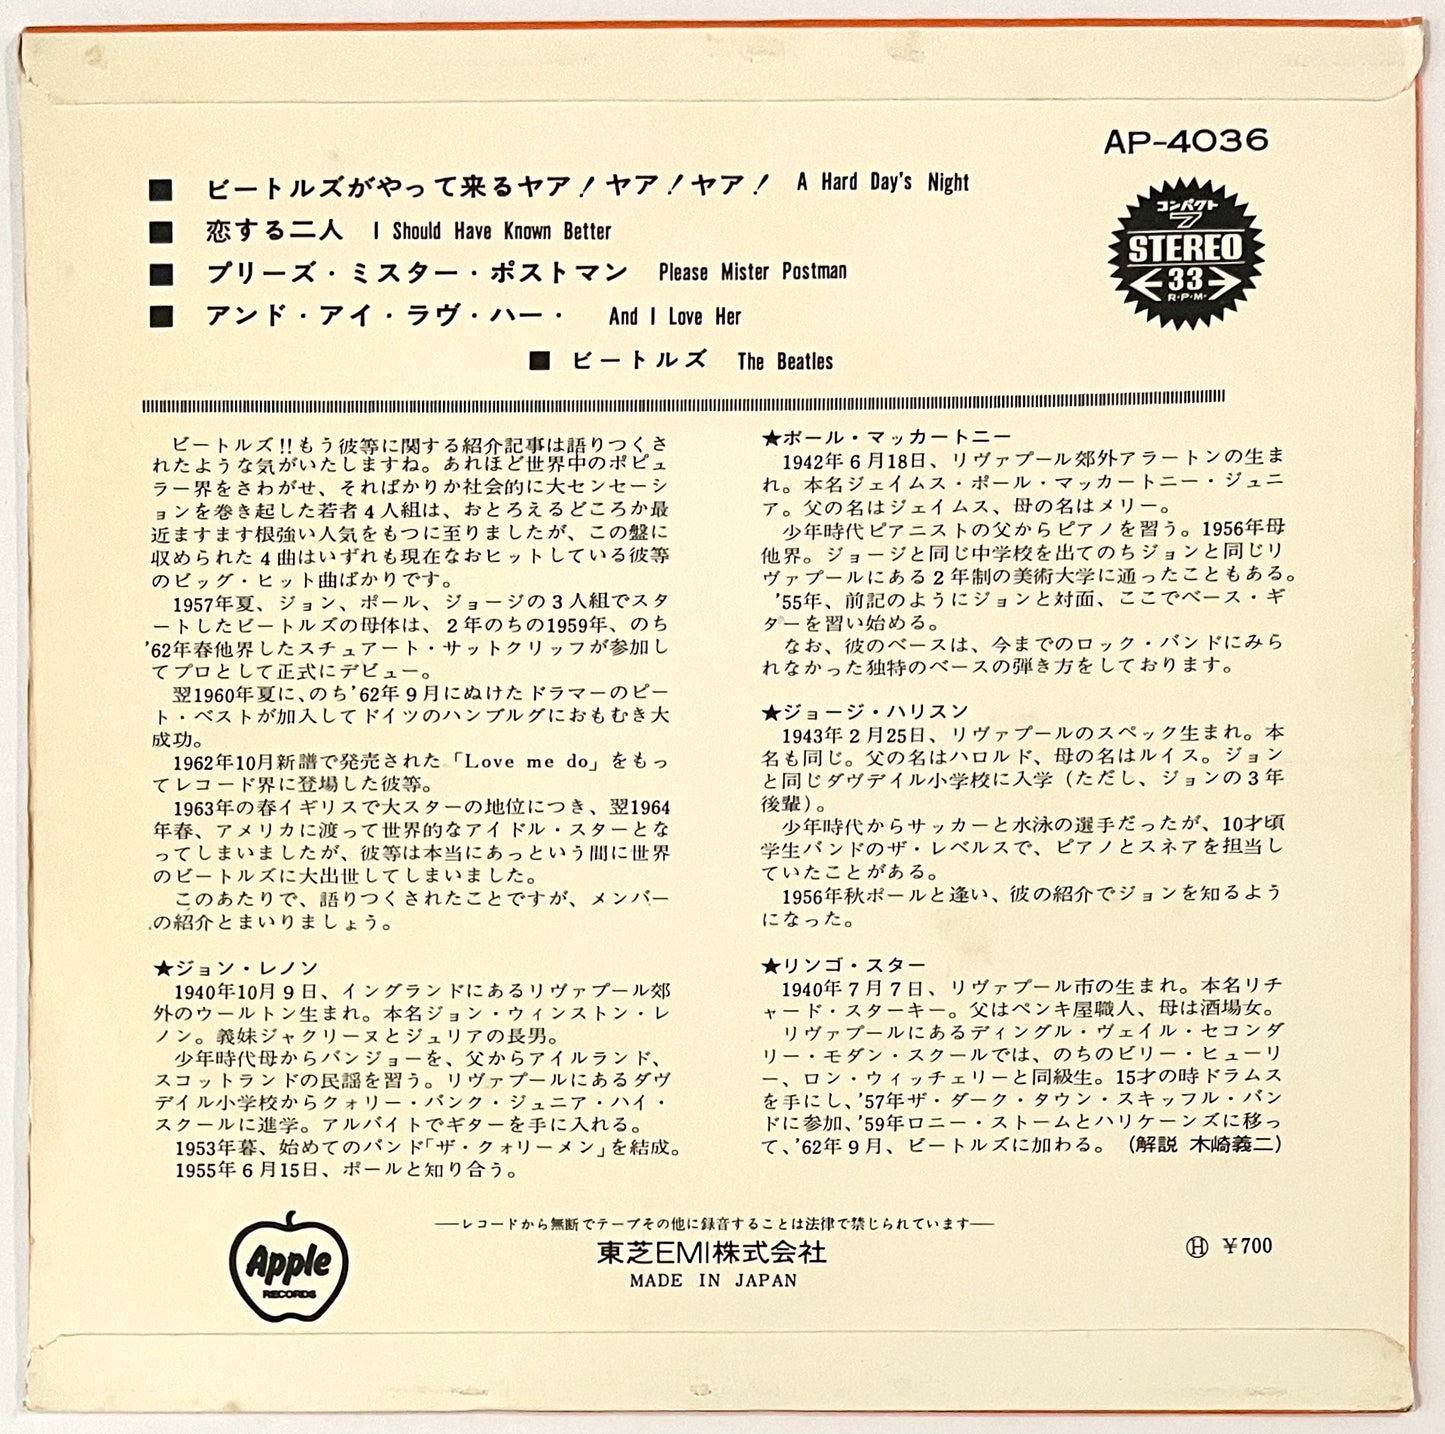 AP-4036
■ ビートルズがやって来るヤア！ヤア！ヤア！ A Hard Day's Night
■ 恋する二人 I Should Have Known Better
■ プリーズ・ミスター・ポストマン Please Mister Postman
■ アンド・アイ・ラヴ・ハー・ And I Love Her
■ ビートルズ The Beatles
コンパクト
7
STEREO
33
R・P・M・
ビートルズ!!もう彼等に関する紹介記事は語りつくさ
れたような気がいたしますね。あれほど世界中のポピュ
ラー界をさわがせ、そればかりか社会的に大センセーシ
ョンを巻き起した若者4人組は、おとろえるどころか最
近ますます根強い人気をもつに至りましたが、この盤に
収められた4曲はいずれも現在なおヒットしている彼等
のビッグ・ヒット曲ばかりです。
1957年夏、ジョン、ポール、ジョージの3人組でスタ
ートしたビートルズの母体は、2年のちの1959年、のち
'62年春他界したスチュアート・サットクリッフが参加し
てプロとして正式にデビュー。
翌1960年夏に、のち'62年9月にぬけたドラマーのピー
ト・ベストが加入してドイツのハンブルグにおもむき大
成功。
1962年10月新譜で発売された「Love me do」をもっ
てレコード界に登場した彼等。
1963年の春イギリスで大スターの地位につき、翌1964
年春、アメリカに渡って世界的なアイドル・スターとな
ってしまいましたが、彼等は本当にあっという間に世界
のビートルズに大出世してしまいました。
このあたりで、語りつくされたことですが、メンバー
の紹介とまいりましょう。
★ジョン・レノン
1940年10月9日、イングランドにあるリヴァプール郊
外のウールトン生まれ。本名ジョン・ウィンストン・レ
ノン。義妹ジャクリーヌとジュリアの長男。
少年時代母からバンジョーを、父からアイルランド、
スコットランドの民謡を習う。リヴァプールにあるダヴ
デイル小学校からクォリー・バンク・ジュニア・ハイ・
スクールに進学。アルバイトでギターを手に入れる。
1953年暮、始めてのバンド「ザ・クォリーメン」を結成。
1955年6月15日、ポールと知り合う。
★ポール・マッカートニー
1942年6月18日、リヴァプール郊外アラートンの生ま
れ。本名ジェイムス・ポール・マッカートニー・ジュニ
ア。父の名はジェイムス、母の名はメリー。
少年時代ピアニストの父からピアノを習う。1956年母
他界。ジョージと同じ中学校を出てのちジョンと同じリ
ヴァプールにある2年制の美術大学に通ったこともある。
'55年、前記のようにジョンと対面、ここでベース・ギ
ターを習い始める。
なお、彼のベースは、今までのロック・バンドにみら
れなかった独特のベースの弾き方をしております。
★ジョージ・ハリスン
1943年2月25日、リヴァプールのスペック生まれ。本
名も同じ。父の名はハロルド、母の名はルイス。ジョン
と同じダヴデイル小学校に入学（ただし、ジョンの3年
後輩）。
少年時代からサッカーと水泳の選手だったが、10才頃
学生バンドのザ・レベルスで、ピアノとスネアを担当し
ていたことがある。
1956年秋ポールと逢い、彼の紹介でジョンを知るよう
になった。
★リンゴ・スター
1940年7月7日、リヴァプール市の生まれ。本名リチ
ャード・スターキー。父はペンキ屋職人、母は酒場女。
リヴァプールにあるディングル・ヴェイル・セコンダ
リー・モダン・スクールでは、のちのビリー・ヒューリ
ー、ロン・ウィッチェリーと同級生。15才の時ドラムス
を手にし、'57年ザ・ダーク・タウン・スキッフル・バン
ドに参加、'59年ロニー・ストームとハリケーンズに移っ
て、'62年9月、ビートルズに加わる。（解説 木崎義二）
Apple
RECORDS
──レコードから無断でテープその他に録音することは法律で禁じられています──
東芝EMI株式会社
MADE IN JAPAN
Ⓗ ￥700